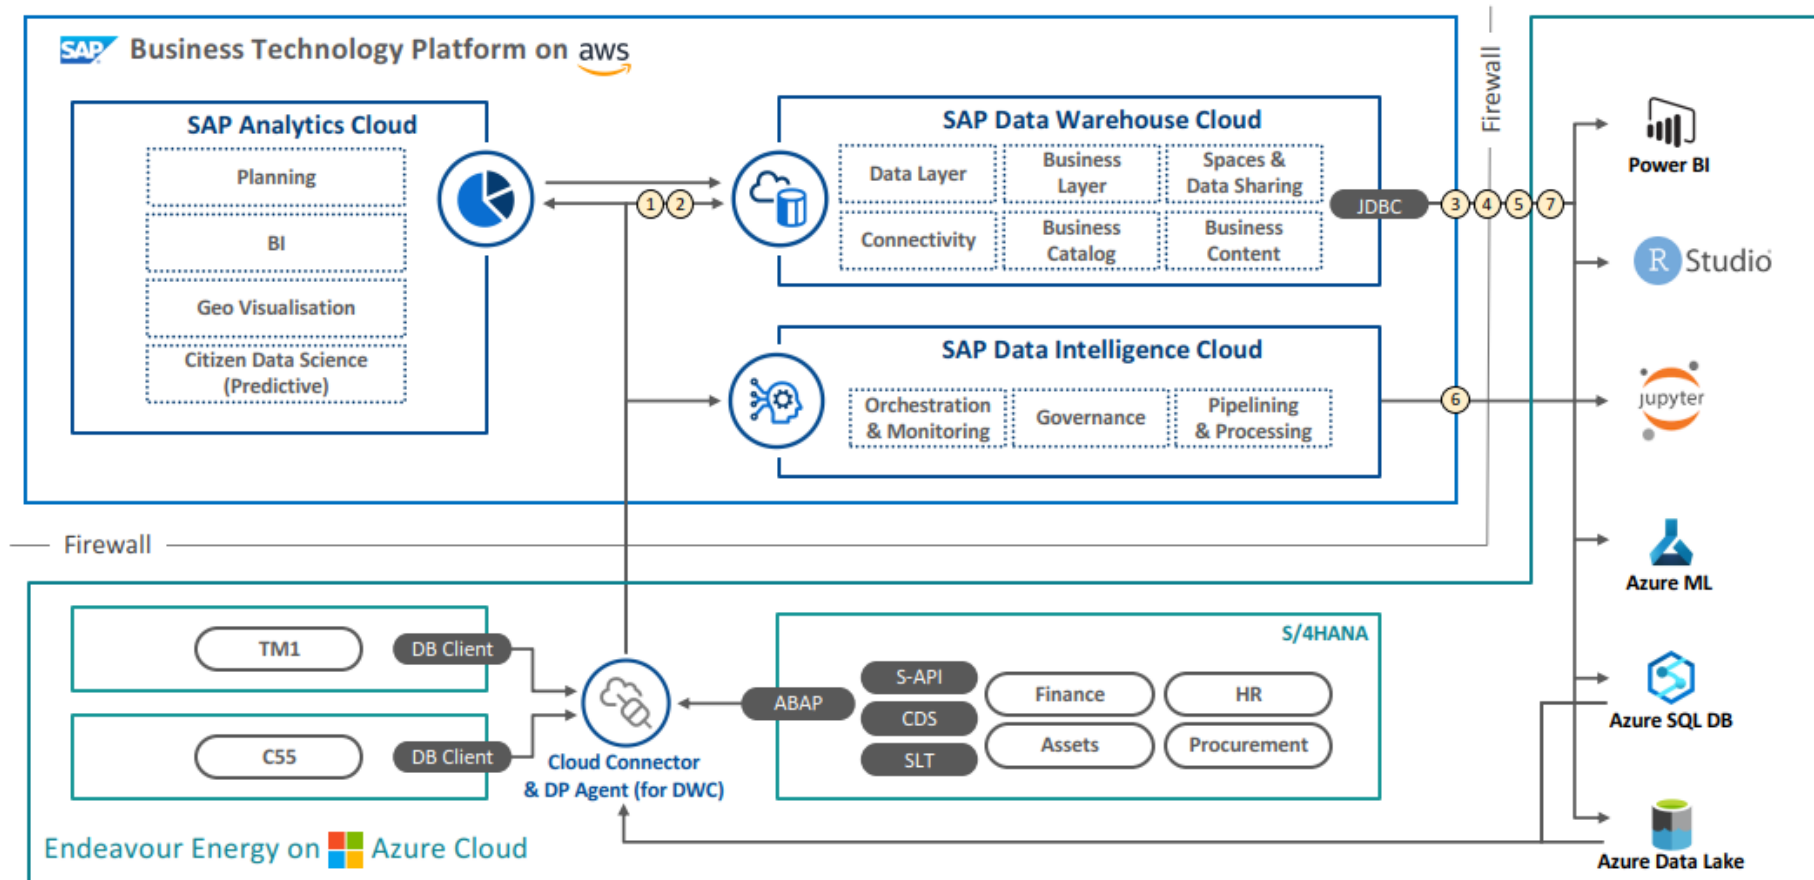 SAP Business Technology Platform on aws
Firewall
SAP Analytics Cloud
Planning
BI
Geo Visualisation
Citizen Data Science
(Predictive)
1 2
SAP Data Warehouse Cloud
Data Layer
Business
Layer
Spaces &
Data Sharing
Connectivity
Business
Catalog
Business
Content
JDBC
3 4 5 7
SAP Data Intelligence Cloud
Orchestration
& Monitoring
Governance
Pipelining
& Processing
6
Power BI
R Studio
jupyter
Azure ML
Azure SQL DB
Azure Data Lake
Firewall
TM1
DB Client
C55
DB Client
Cloud Connector
& DP Agent (for DWC)
S/4HANA
ABAP
S-API
CDS
SLT
Finance
HR
Assets
Procurement
Endeavour Energy on Azure Cloud